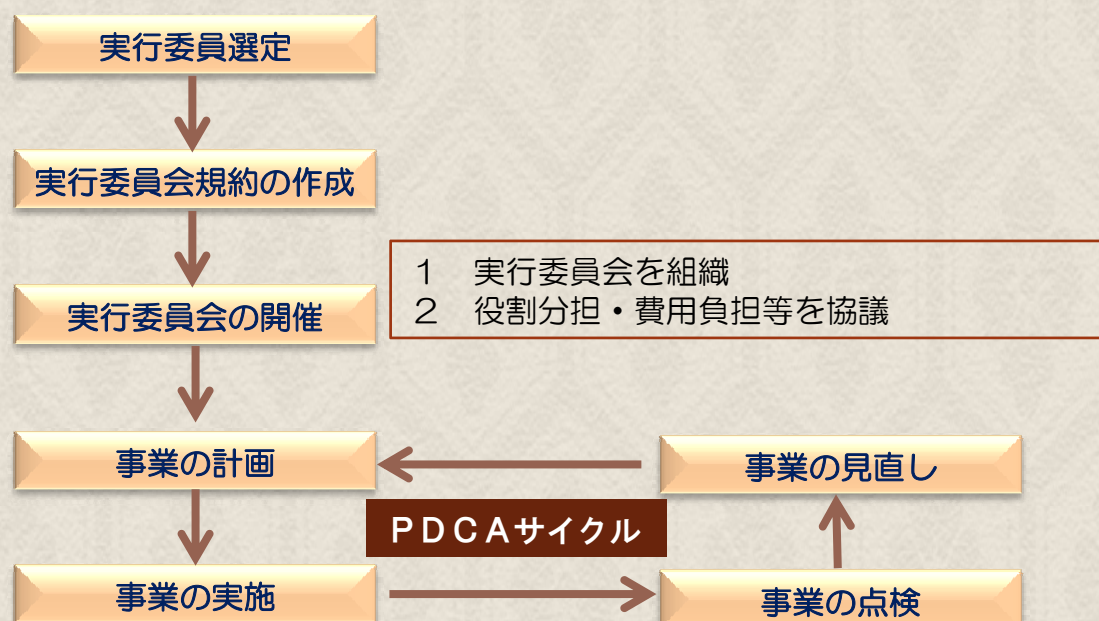 実行委員選定
実行委員会規約の作成
実行委員会の開催
１　実行委員会を組織
２　役割分担・費用負担等を協議
事業の計画
事業の見直し
ＰＤＣＡサイクル
事業の実施
事業の点検